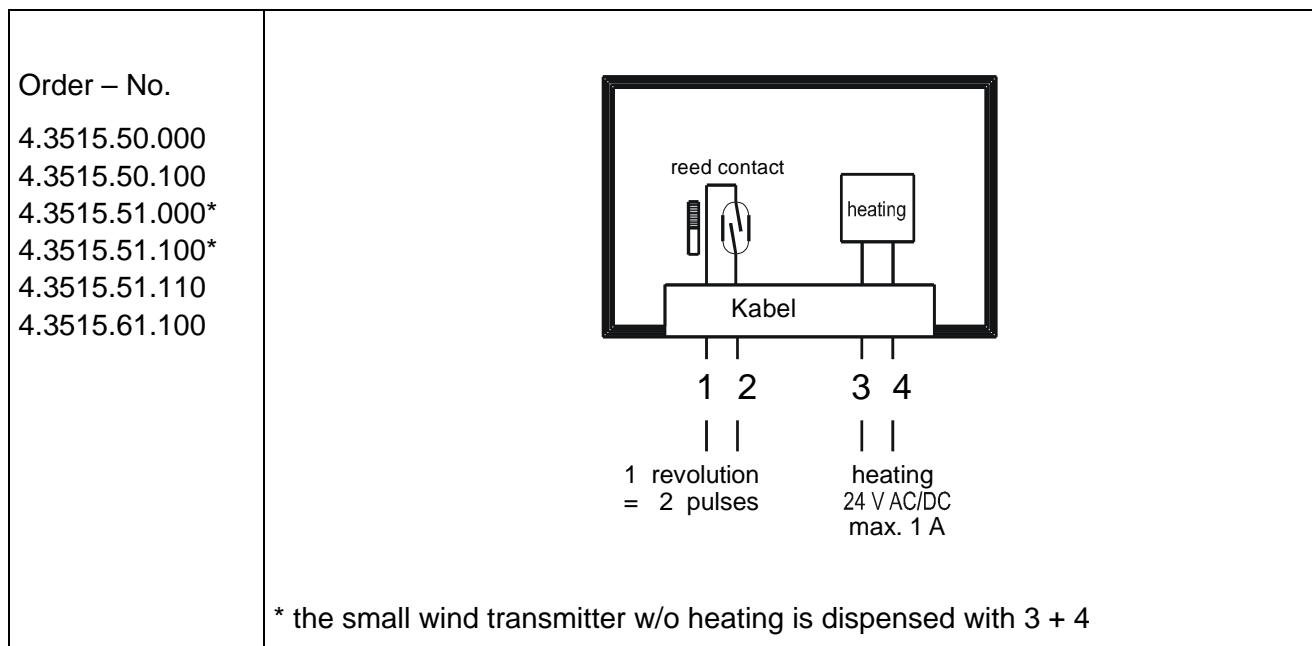 Order – No.
4.3515.50.000
4.3515.50.100
4.3515.51.000*
4.3515.51.100*
4.3515.51.110
4.3515.61.100
reed contact
heating
Kabel
1 2 3 4
1 revolution
= 2 pulses
heating
24 V AC/DC
max. 1 A
* the small wind transmitter w/o heating is dispensed with 3 + 4